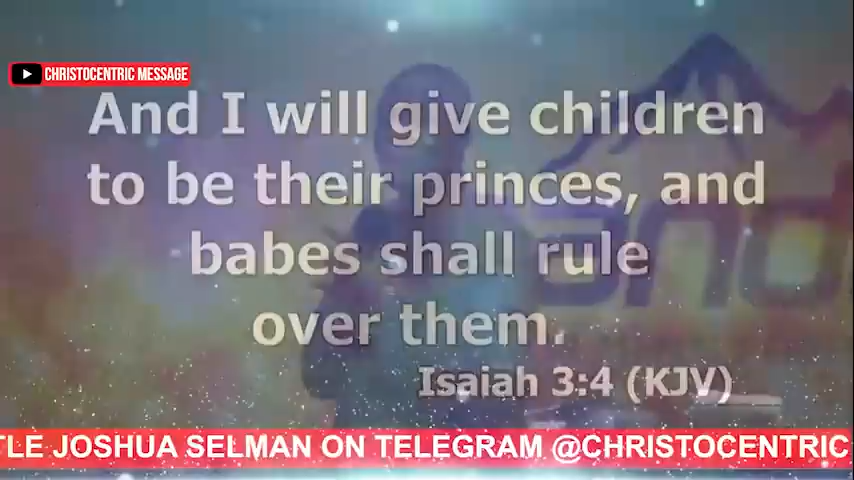 CHRISTOCENTRIC MESSAGE
And I will give children
to be their princes, and
babes shall rule
over them.
Isaiah 3:4 (KJV)
TLE JOSHUA SELMAN ON TELEGRAM @CHRISTOCENTRIC